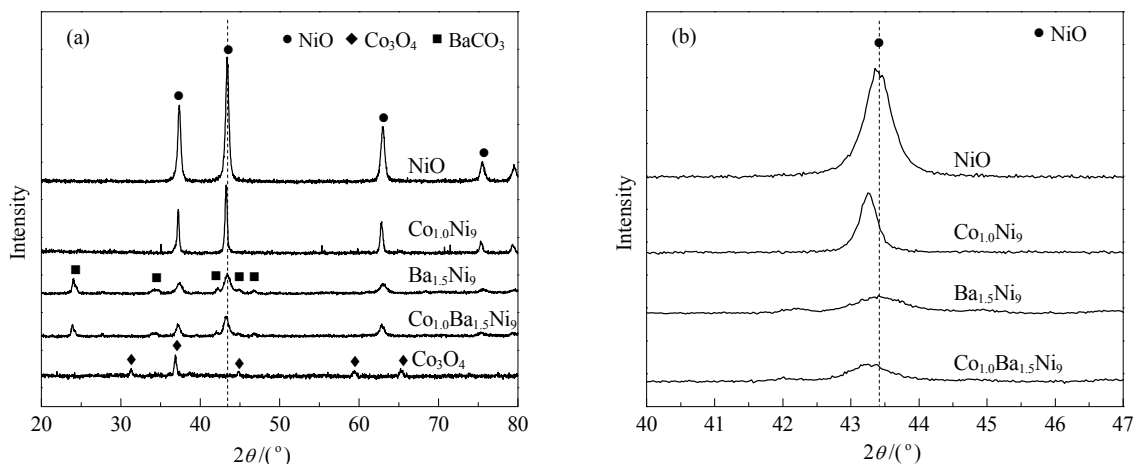 (a)
● NiO ◆ Co₃O₄ ■ BaCO₃
NiO
Co₁.₀Ni₉
Ba₁.₅Ni₉
Co₁.₀Ba₁.₅Ni₉
Co₃O₄
Intensity
20 30 40 50 60 70 80
2θ/(°)
(b)
● NiO
NiO
Co₁.₀Ni₉
Ba₁.₅Ni₉
Co₁.₀Ba₁.₅Ni₉
Intensity
40 41 42 43 44 45 46 47
2θ/(°)